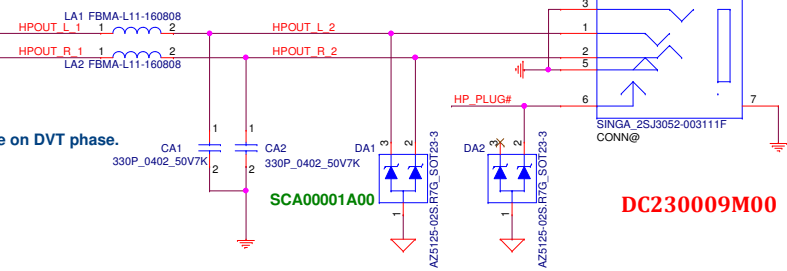 LA1 FBMA-L11-160808
3
HPOUT_L_1 1 2 HPOUT_L_2 1
HPOUT_R_1 1 2 HPOUT_R_2 2
LA2 FBMA-L11-160808
5
HP_PLUG# 6 7
SINGA_2SJ3052-003111F
CONN@
e on DVT phase.
1 1
CA1 CA2
330P_0402_50V7K 330P_0402_50V7K
2 2
DA1 3 2
DA2 3 2
AZ5125-02S.R7G_SOT23-3
AZ5125-02S.R7G_SOT23-3
SCA00001A00
1 1
DC230009M00